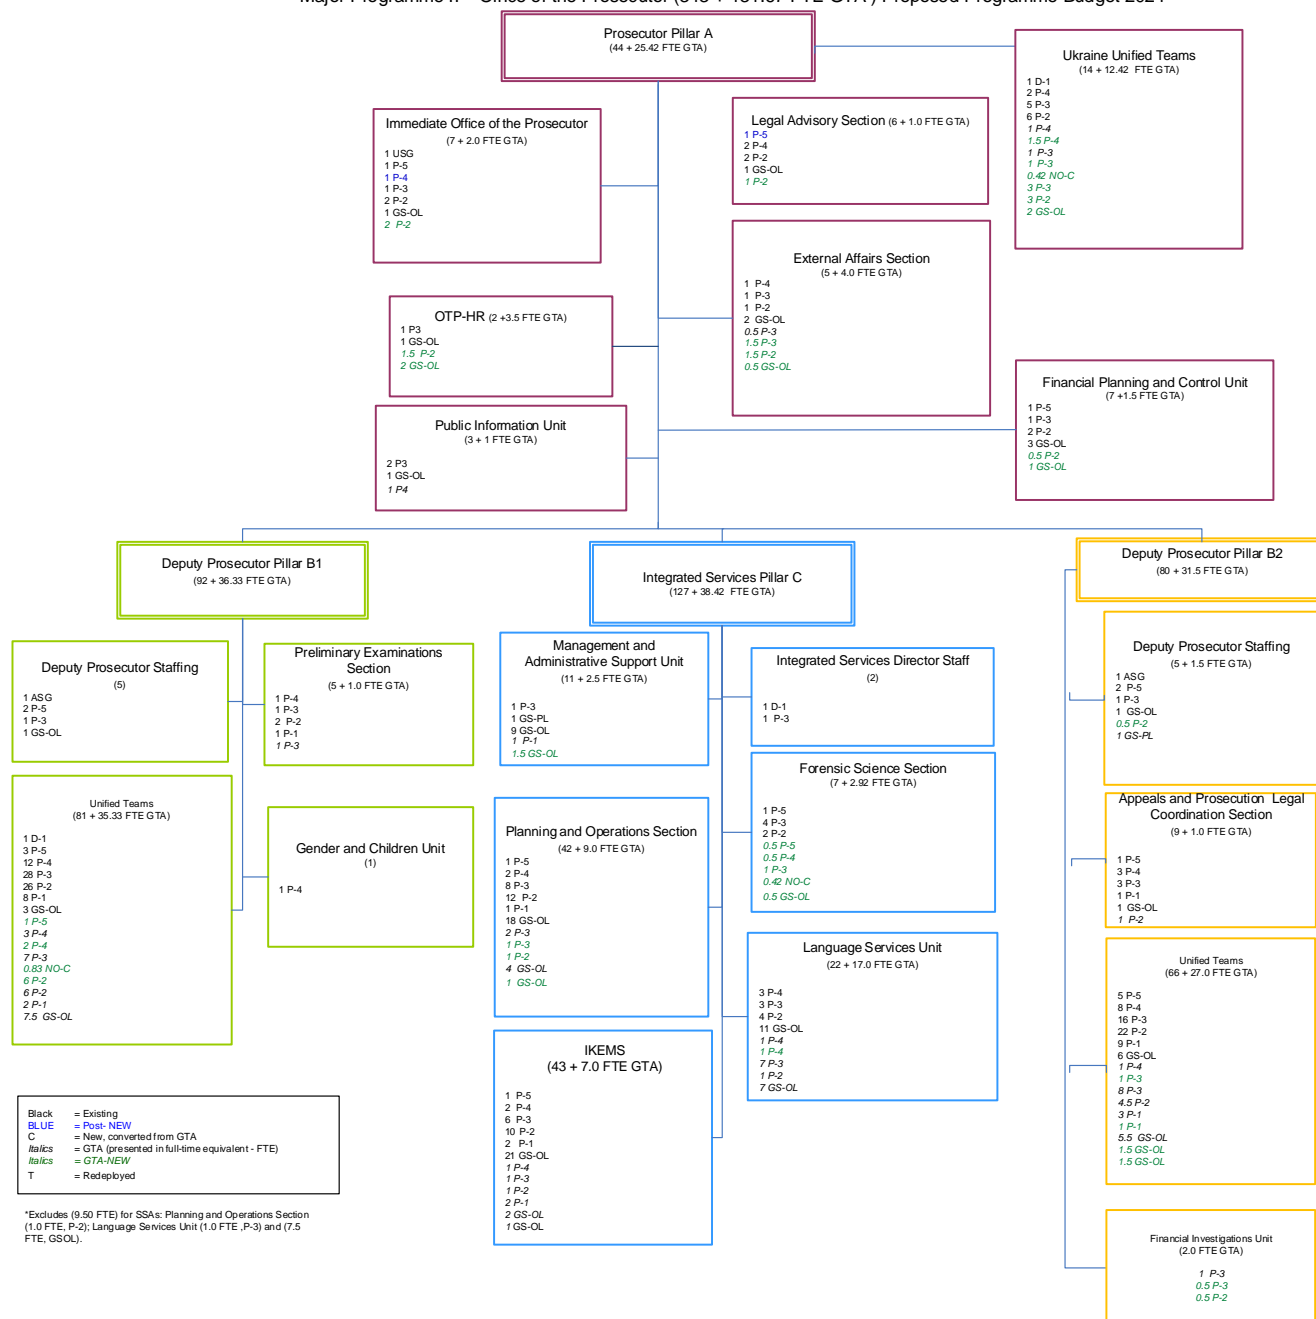 Prosecutor Pillar A
(44 + 25.42 FTE GTA)
Ukraine Unified Teams
(14 + 12.42 FTE GTA)
1 D-1
2 P-4
5 P-3
6 P-2
1 P-4
1.5 P-4
1 P-3
1 P-3
0.42 NO-C
3 P-3
3 P-2
2 GS-OL
Immediate Office of the Prosecutor
(7 + 2.0 FTE GTA)
1 USG
1 P-5
1 P-4
1 P-3
2 P-2
1 GS-OL
2 P-2
Legal Advisory Section (6 + 1.0 FTE GTA)
1 P-5
2 P-4
2 P-2
1 GS-OL
1 P-2
External Affairs Section
(5 + 4.0 FTE GTA)
1 P-4
1 P-3
1 P-2
2 GS-OL
0.5 P-3
1.5 P-3
1.5 P-2
0.5 GS-OL
OTP-HR (2 +3.5 FTE GTA)
1 P3
1 GS-OL
1.5 P-2
2 GS-OL
Financial Planning and Control Unit
(7 +1.5 FTE GTA)
1 P-5
1 P-3
2 P-2
3 GS-OL
0.5 P-2
1 GS-OL
Public Information Unit
(3 + 1 FTE GTA)
2 P3
1 GS-OL
1 P4
Deputy Prosecutor Pillar B1
(92 + 36.33 FTE GTA)
Integrated Services Pillar C
(127 + 38.42 FTE GTA)
Deputy Prosecutor Pillar B2
(80 + 31.5 FTE GTA)
Deputy Prosecutor Staffing
(5)
1 ASG
2 P-5
1 P-3
1 GS-OL
Preliminary Examinations
Section
(5 + 1.0 FTE GTA)
1 P-4
1 P-3
2 P-2
1 P-1
1 P-3
Unified Teams
(81 + 35.33 FTE GTA)
1 D-1
3 P-5
12 P-4
28 P-3
26 P-2
8 P-1
3 GS-OL
1 P-5
3 P-4
2 P-4
7 P-3
0.83 NO-C
6 P-2
6 P-2
2 P-1
7.5 GS-OL
Gender and Children Unit
(1)
1 P-4
Management and
Administrative Support Unit
(11 + 2.5 FTE GTA)
1 P-3
1 GS-PL
9 GS-OL
1 P-1
1.5 GS-OL
Integrated Services Director Staff
(2)
1 D-1
1 P-3
Forensic Science Section
(7 + 2.92 FTE GTA)
1 P-5
4 P-3
2 P-2
0.5 P-5
0.5 P-4
1 P-3
0.42 NO-C
0.5 GS-OL
Planning and Operations Section
(42 + 9.0 FTE GTA)
1 P-5
2 P-4
8 P-3
12 P-2
1 P-1
18 GS-OL
2 P-3
1 P-3
1 P-2
4 GS-OL
1 GS-OL
Language Services Unit
(22 + 17.0 FTE GTA)
3 P-4
3 P-3
4 P-2
11 GS-OL
1 P-4
1 P-4
7 P-3
1 P-2
7 GS-OL
IKEMS
(43 + 7.0 FTE GTA)
1 P-5
2 P-4
6 P-3
10 P-2
2 P-1
21 GS-OL
1 P-4
1 P-3
1 P-2
2 P-1
2 GS-OL
1 GS-OL
Deputy Prosecutor Staffing
(5 + 1.5 FTE GTA)
1 ASG
2 P-5
1 P-3
1 GS-OL
0.5 P-2
1 GS-PL
Appeals and Prosecution Legal
Coordination Section
(9 + 1.0 FTE GTA)
1 P-5
3 P-4
3 P-3
1 P-1
1 GS-OL
1 P-2
Unified Teams
(66 + 27.0 FTE GTA)
5 P-5
8 P-4
16 P-3
22 P-2
9 P-1
6 GS-OL
1 P-4
1 P-3
8 P-3
4.5 P-2
3 P-1
1 P-1
5.5 GS-OL
1.5 GS-OL
1.5 GS-OL
Financial Investigations Unit
(2.0 FTE GTA)
1 P-3
0.5 P-3
0.5 P-2
Black = Existing
BLUE = Post- NEW
C = New, converted from GTA
Italics = GTA (presented in full-time equivalent - FTE)
Italics = GTA-NEW
T = Redeployed
*Excludes (9.50 FTE) for SSAs: Planning and Operations Section
(1.0 FTE, P-2); Language Services Unit (1.0 FTE ,P-3) and (7.5
FTE, GSOL).